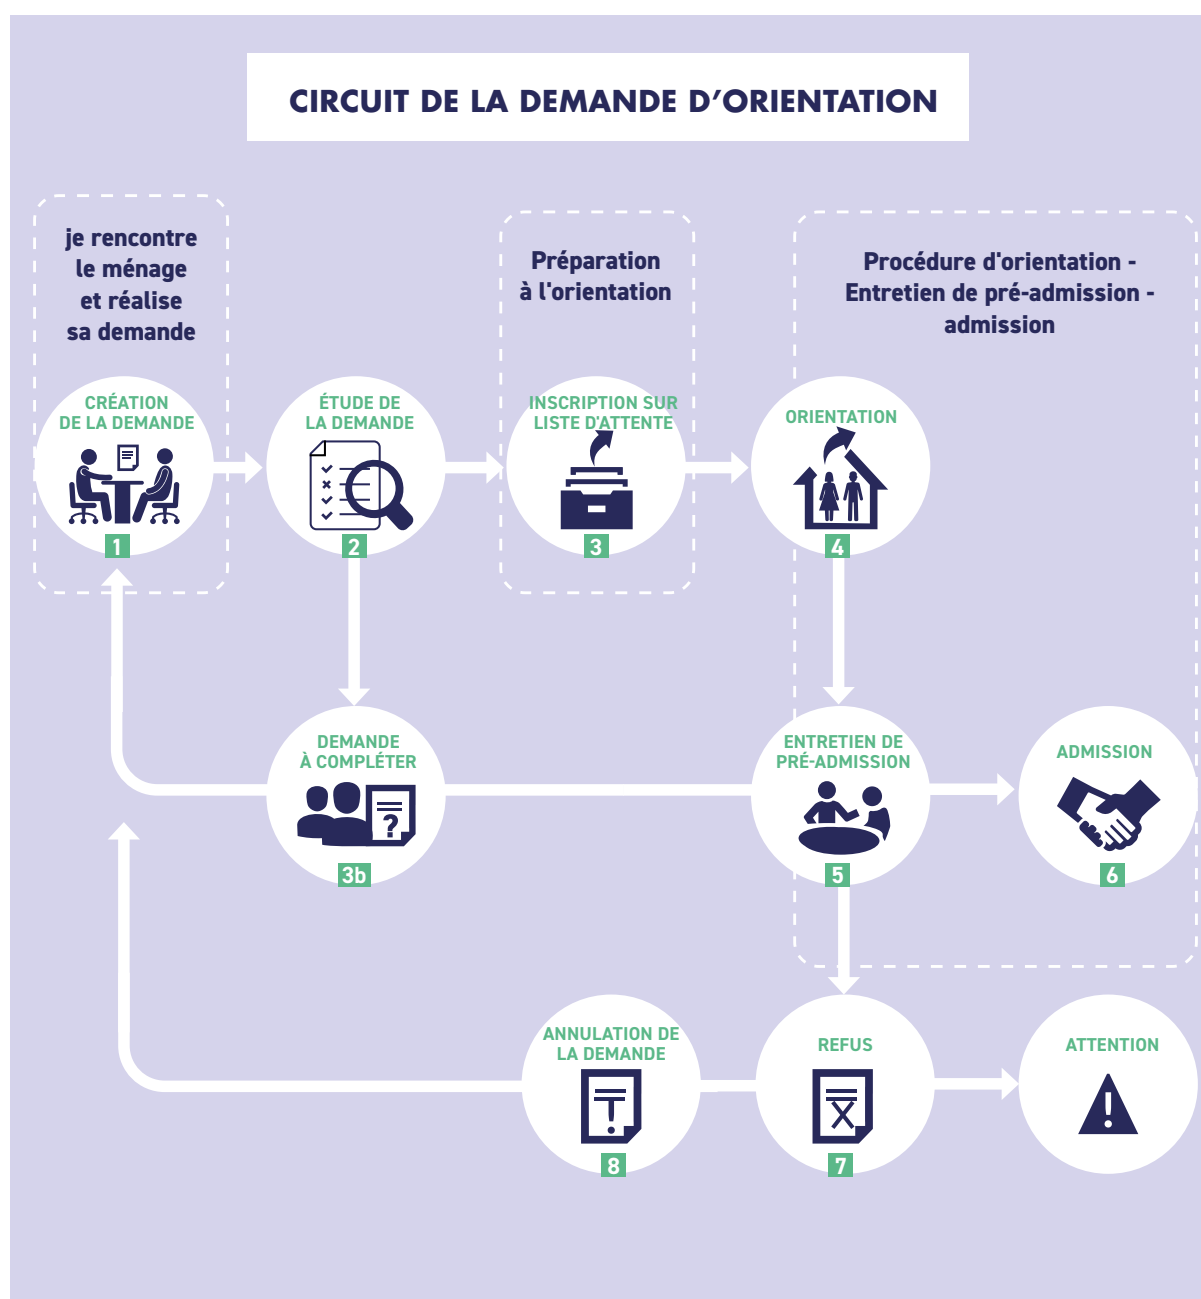 CIRCUIT DE LA DEMANDE D’ORIENTATION
je rencontre
le ménage
et réalise
sa demande
Préparation
à l'orientation
Procédure d'orientation -
Entretien de pré-admission -
admission
CRÉATION
DE LA DEMANDE
1
ÉTUDE DE
LA DEMANDE
2
INSCRIPTION SUR
LISTE D'ATTENTE
3
ORIENTATION
4
DEMANDE
À COMPLÉTER
?
3b
ENTRETIEN DE
PRÉ-ADMISSION
5
ADMISSION
6
ANNULATION DE
LA DEMANDE
8
REFUS
7
ATTENTION
!